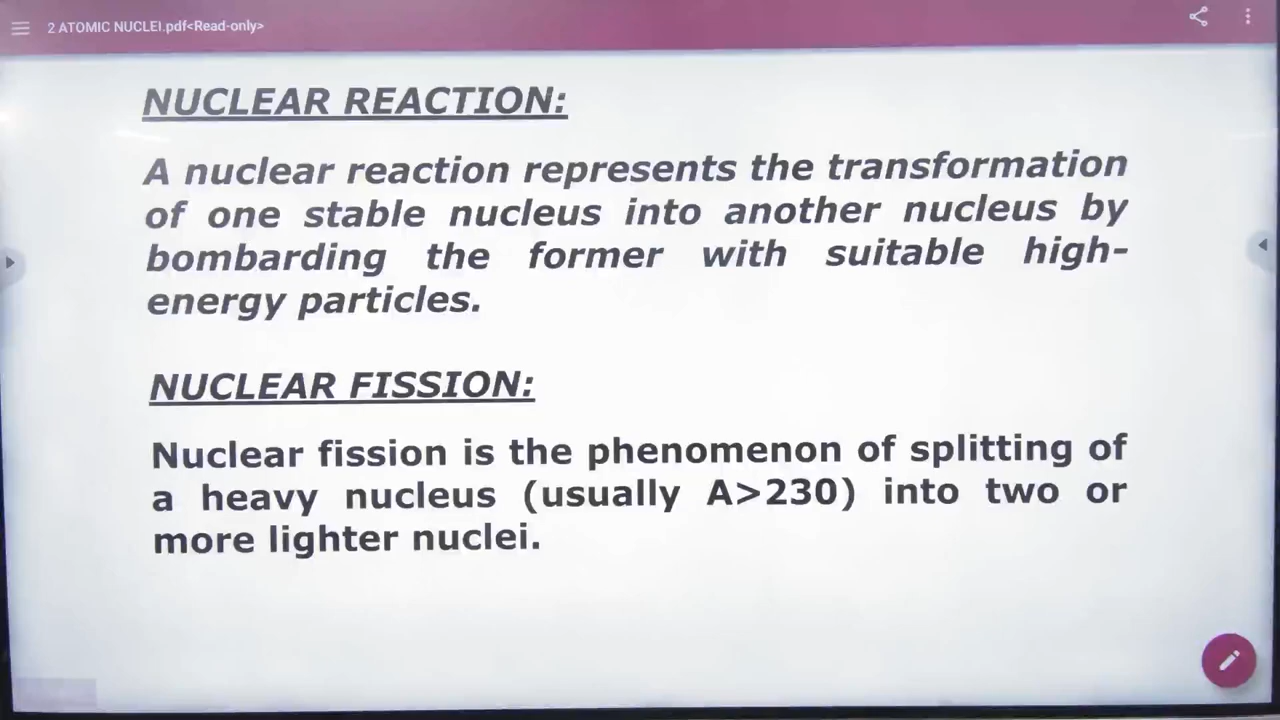 2 ATOMIC NUCLEI.pdf<Read-only>
NUCLEAR REACTION:
A nuclear reaction represents the transformation
of one stable nucleus into another nucleus by
bombarding the former with suitable high-
energy particles.
NUCLEAR FISSION:
Nuclear fission is the phenomenon of splitting of
a heavy nucleus (usually A>230) into two or
more lighter nuclei.